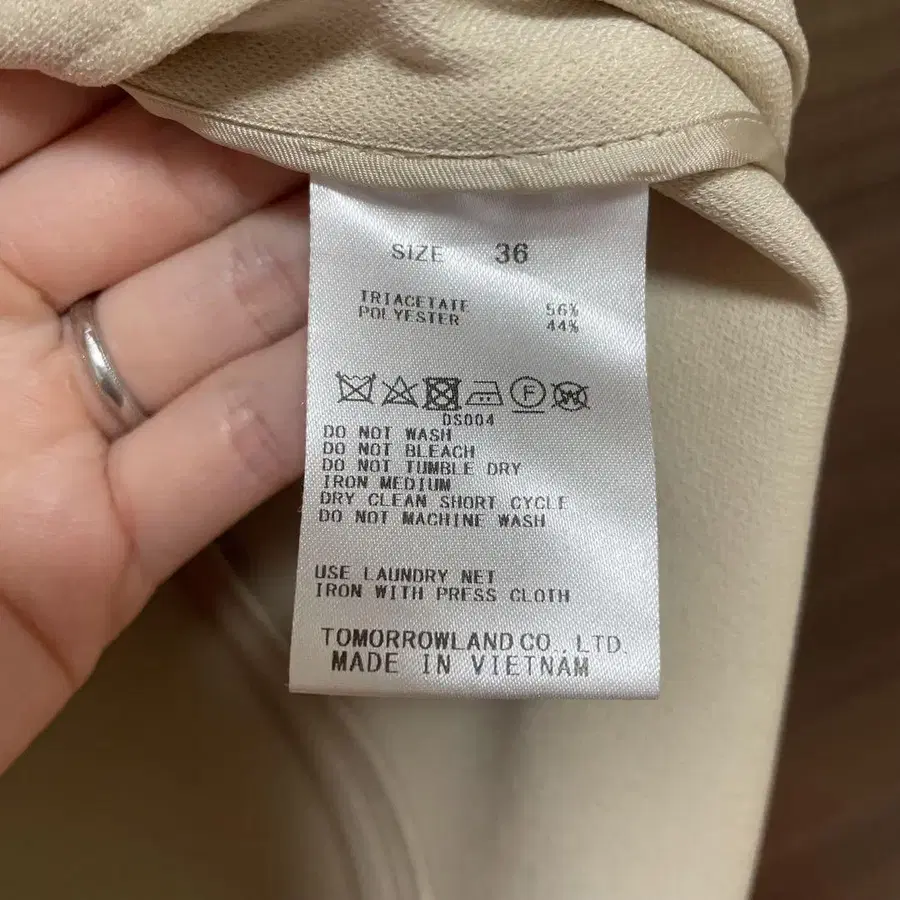 SIZE 36
TRIACETATE 56%
POLYESTER 44%
F W
DS004
DO NOT WASH
DO NOT BLEACH
DO NOT TUMBLE DRY
IRON MEDIUM
DRY CLEAN SHORT CYCLE
DO NOT MACHINE WASH
USE LAUNDRY NET
IRON WITH PRESS CLOTH
TOMORROWLAND CO., LTD.
MADE IN VIETNAM